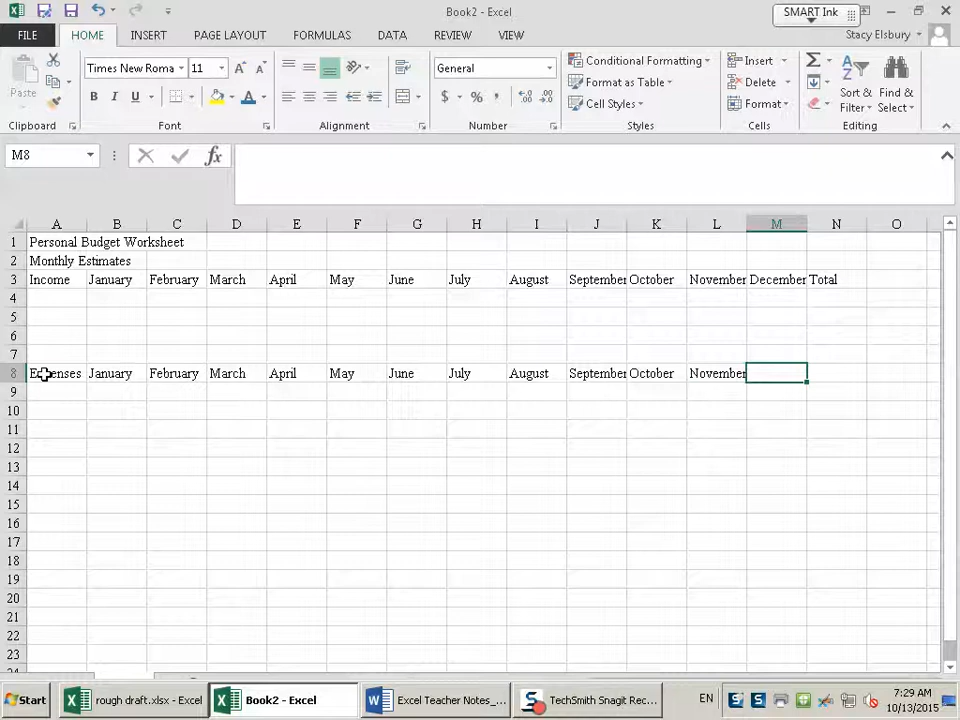 Book2 - Excel
SMART Ink
FILE HOME INSERT PAGE LAYOUT FORMULAS DATA REVIEW VIEW Stacy Elsbury
Paste
Times New Roma 11
General
B I U
$ % ,
Conditional Formatting
Format as Table
Cell Styles
Insert
Delete
Format
Sort & Filter
Find & Select
Clipboard Font Alignment Number Styles Cells Editing
M8
fx
A B C D E F G H I J K L M N O
1 Personal Budget Worksheet
2 Monthly Estimates
3 Income January February March April May June July August September October November December Total
4
5
6
7
8 Expenses January February March April May June July August September October November
9
10
11
12
13
14
15
16
17
18
19
20
21
22
23
Start rough draft.xlsx - Excel Book2 - Excel Excel Teacher Notes_... TechSmith Snagit Rec... EN 7:29 AM
10/13/2015